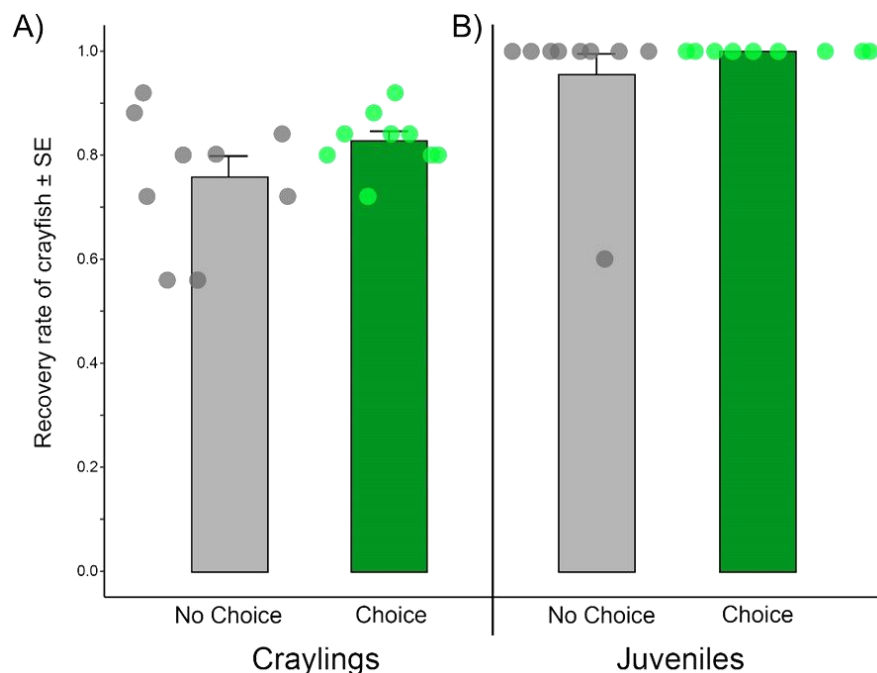 A)
B)
Recovery rate of crayfish ± SE
1.0
0.8
0.6
0.4
0.2
0.0
No Choice
Choice
No Choice
Choice
Craylings
Juveniles